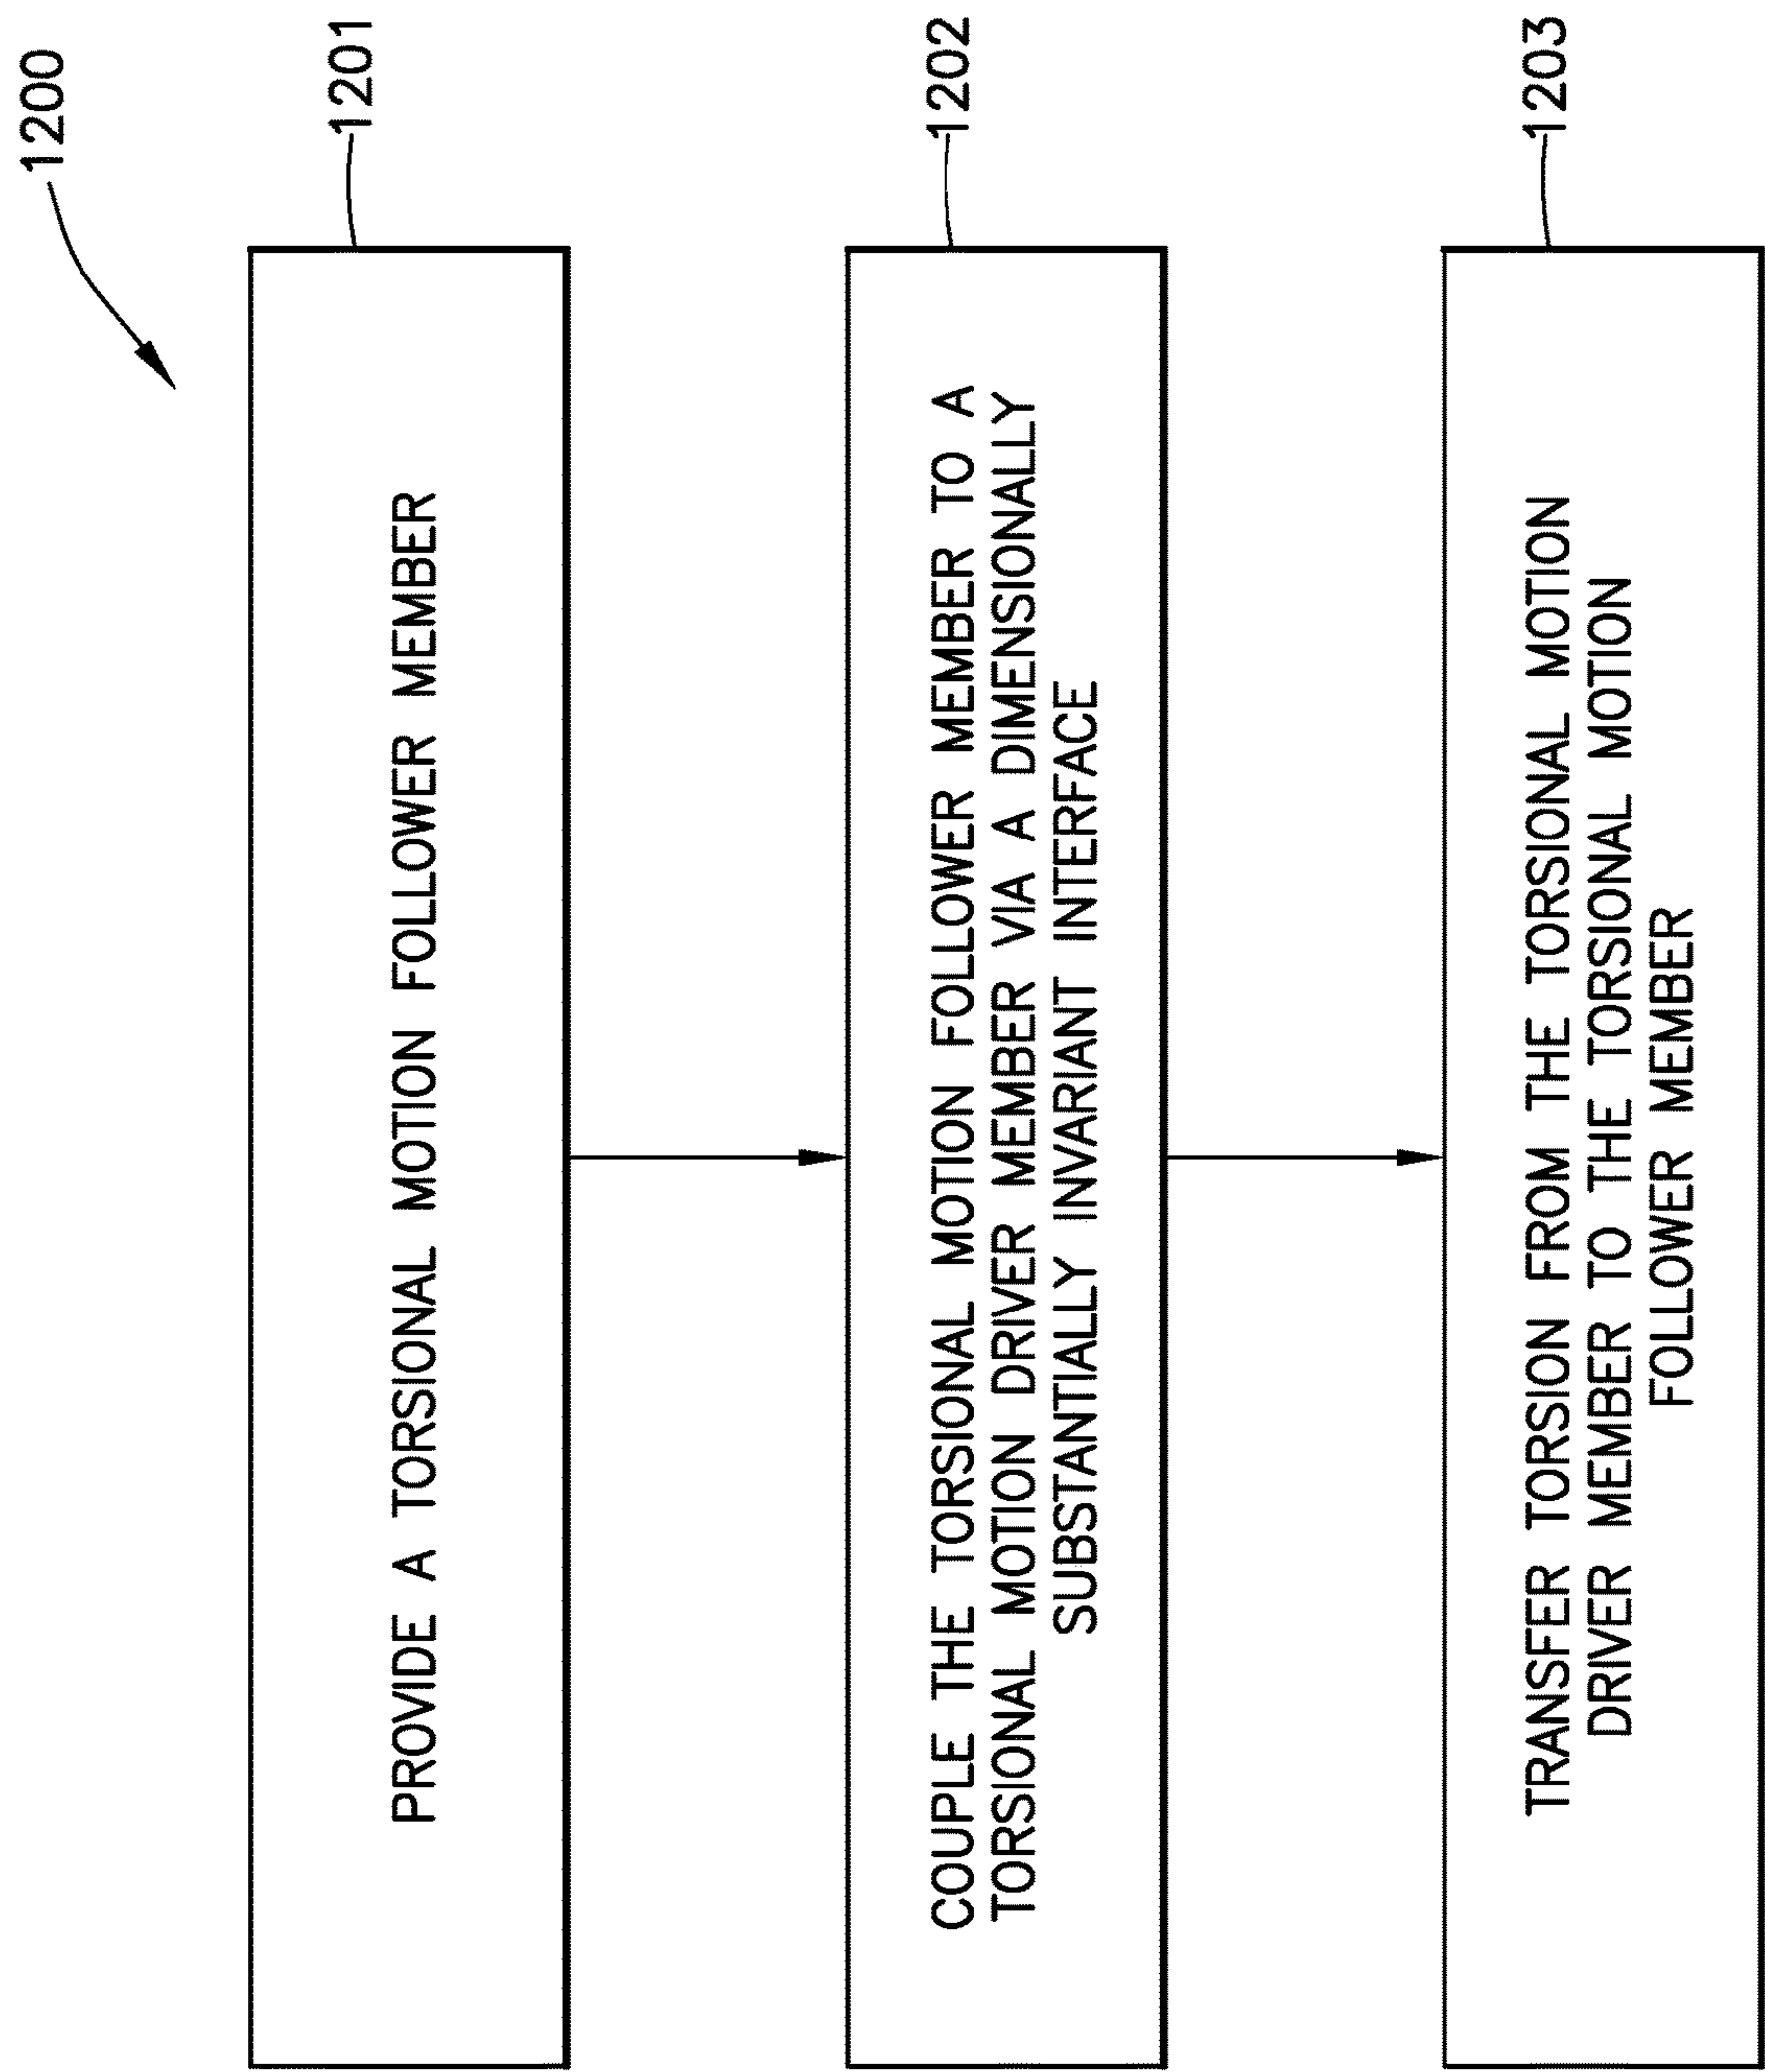 1200
PROVIDE A TORSIONAL MOTION FOLLOWER MEMBER
1201
COUPLE THE TORSIONAL MOTION FOLLOWER MEMBER TO A
TORSIONAL MOTION DRIVER MEMBER VIA A DIMENSIONALLY
SUBSTANTIALLY INVARIANT INTERFACE
1202
TRANSFER TORSION FROM THE TORSIONAL MOTION
DRIVER MEMBER TO THE TORSIONAL MOTION
FOLLOWER MEMBER
1203